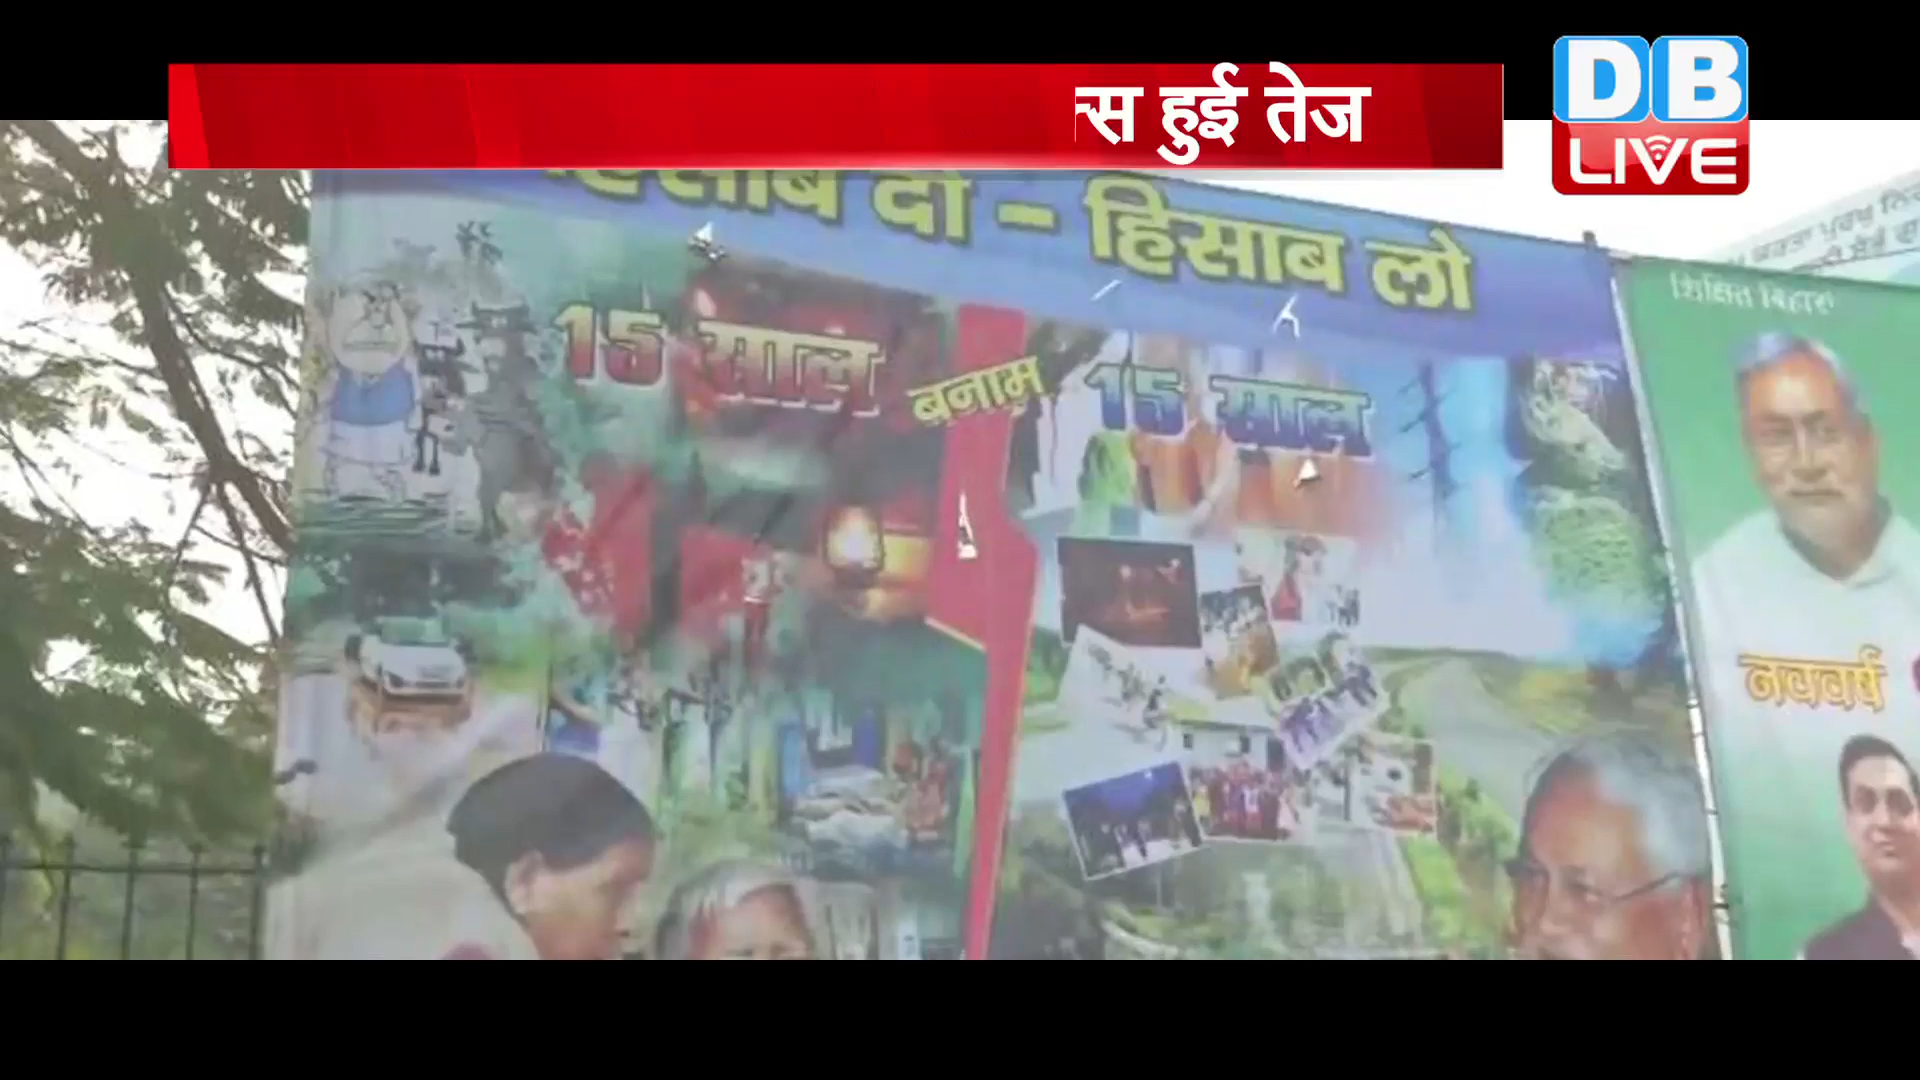 हुई तेज
DB
LIVE
हिसाब दो - हिसाब लो
15 साल बनाम 15 साल
शिक्षित बिहार
नववर्ष